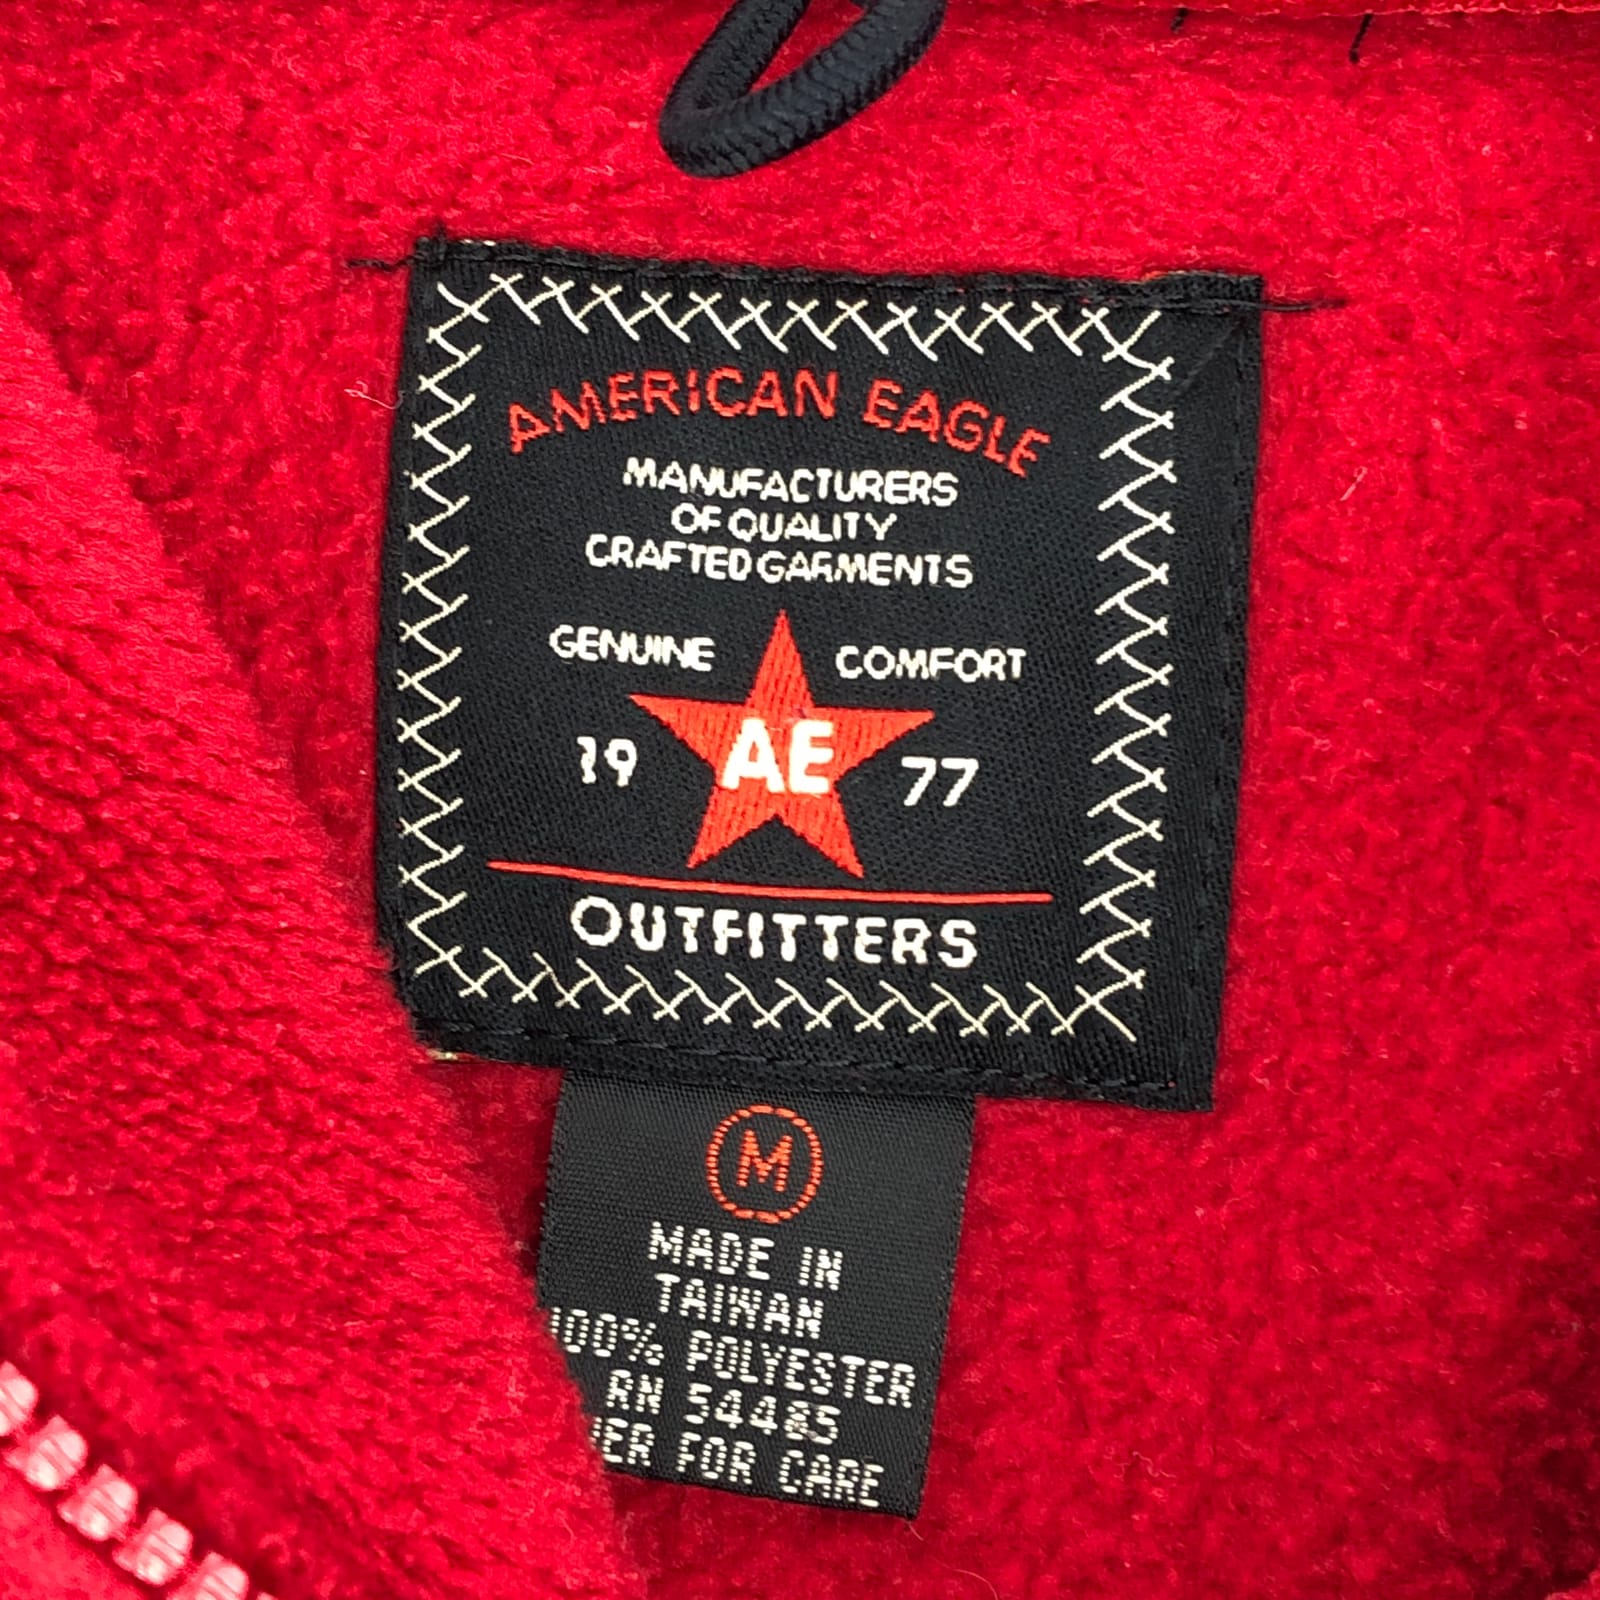 AMERICAN EAGLE
MANUFACTURERS
OF QUALITY
CRAFTED GARMENTS
GENUINE COMFORT
19 AE 77
OUTFITTERS
M
MADE IN
TAIWAN
100% POLYESTER
RN 54485
FOR CARE